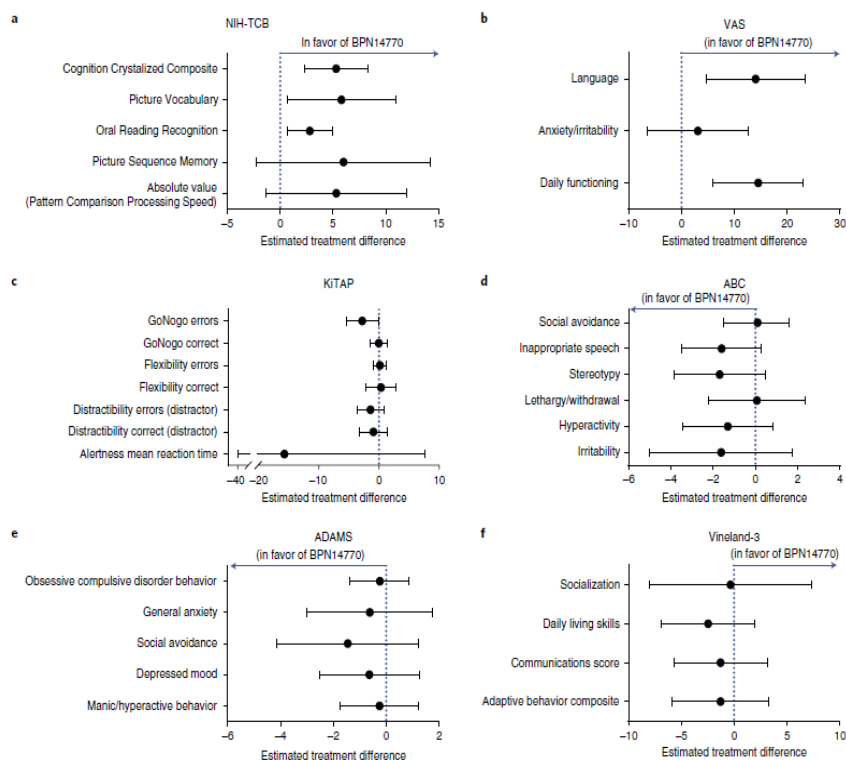 a
NIH-TCB
In favor of BPN14770
Cognition Crystalized Composite
Picture Vocabulary
Oral Reading Recognition
Picture Sequence Memory
Absolute value
(Pattern Comparison Processing Speed)
−5 0 5 10 15
Estimated treatment difference
b
VAS
(in favor of BPN14770)
Language
Anxiety/irritability
Daily functioning
−10 0 10 20 30
Estimated treatment difference
c
KiTAP
GoNogo errors
GoNogo correct
Flexibility errors
Flexibility correct
Distractibility errors (distractor)
Distractibility correct (distractor)
Alertness mean reaction time
−40 −20 −10 0 10
Estimated treatment difference
d
ABC
(in favor of BPN14770)
Social avoidance
Inappropriate speech
Stereotypy
Lethargy/withdrawal
Hyperactivity
Irritability
−6 −4 −2 0 2 4
Estimated treatment difference
e
ADAMS
(in favor of BPN14770)
Obsessive compulsive disorder behavior
General anxiety
Social avoidance
Depressed mood
Manic/hyperactive behavior
−6 −4 −2 0 2
Estimated treatment difference
f
Vineland-3
(in favor of BPN14770)
Socialization
Daily living skills
Communications score
Adaptive behavior composite
−10 −5 0 5 10
Estimated treatment difference